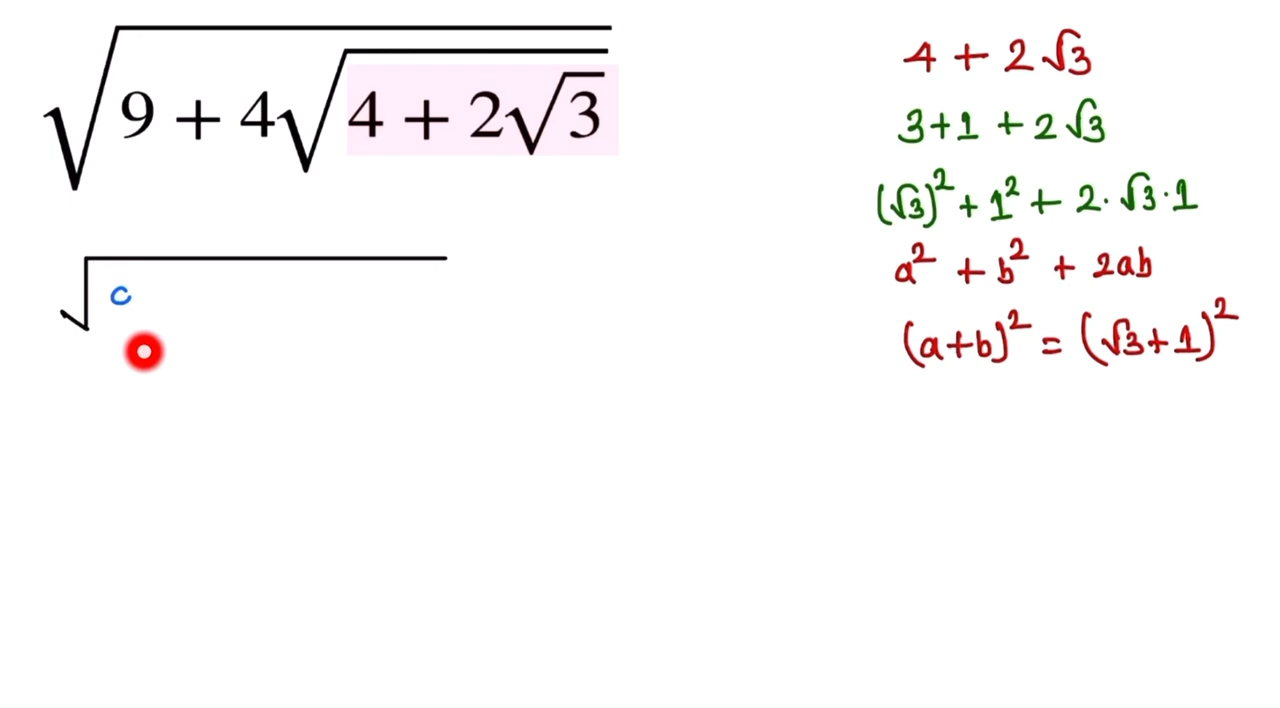 √(9 + 4√(4 + 2√3))
4 + 2√3
3+1 + 2√3
(√3)² + 1² + 2·√3·1
a² + b² + 2ab
(a+b)² = (√3+1)²
√ c